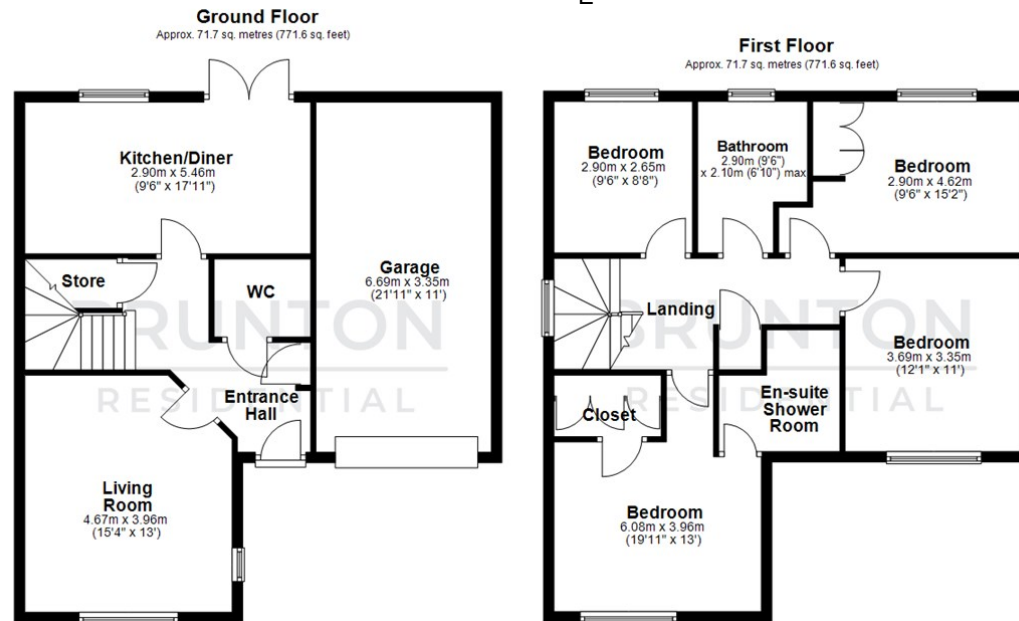 Ground Floor
Approx. 71.7 sq. metres (771.6 sq. feet)
Kitchen/Diner
2.90m x 5.46m
(9'6" x 17'11")
Store
WC
Garage
6.69m x 3.35m
(21'11" x 11')
Entrance
Hall
Living
Room
4.67m x 3.96m
(15'4" x 13')
BRUNTON
RESIDENTIAL
First Floor
Approx. 71.7 sq. metres (771.6 sq. feet)
Bedroom
2.90m x 2.65m
(9'6" x 8'8")
Bathroom
2.90m (9'6")
x 2.10m (6'10") max
Bedroom
2.90m x 4.62m
(9'6" x 15'2")
Landing
Bedroom
3.69m x 3.35m
(12'1" x 11')
En-suite
Shower
Room
Closet
Bedroom
6.08m x 3.96m
(19'11" x 13')
BRUNTON
RESIDENTIAL